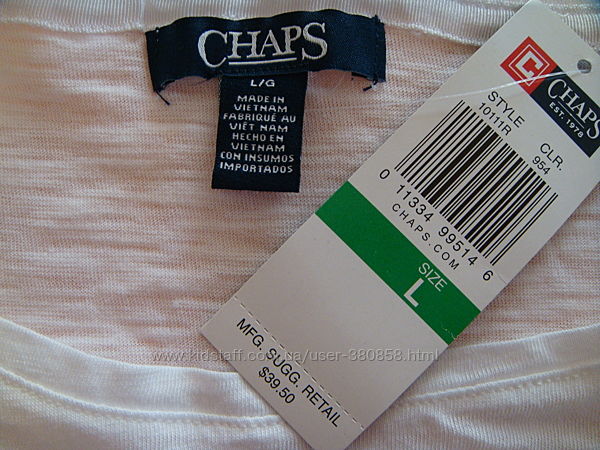 CHAPS
L/G
MADE IN
VIETNAM
FABRIQUÉ AU
VIÊT NAM
HECHO EN
VIETNAM
CON INSUMOS
IMPORTADOS
C
CHAPS
EST. 1978
STYLE
10111R
CLR.
954
0 11334 99514 6
CHAPS.COM
SIZE
L
MFG. SUGG. RETAIL
$39.50
www.kidstaff.com.ua/user-380858.html